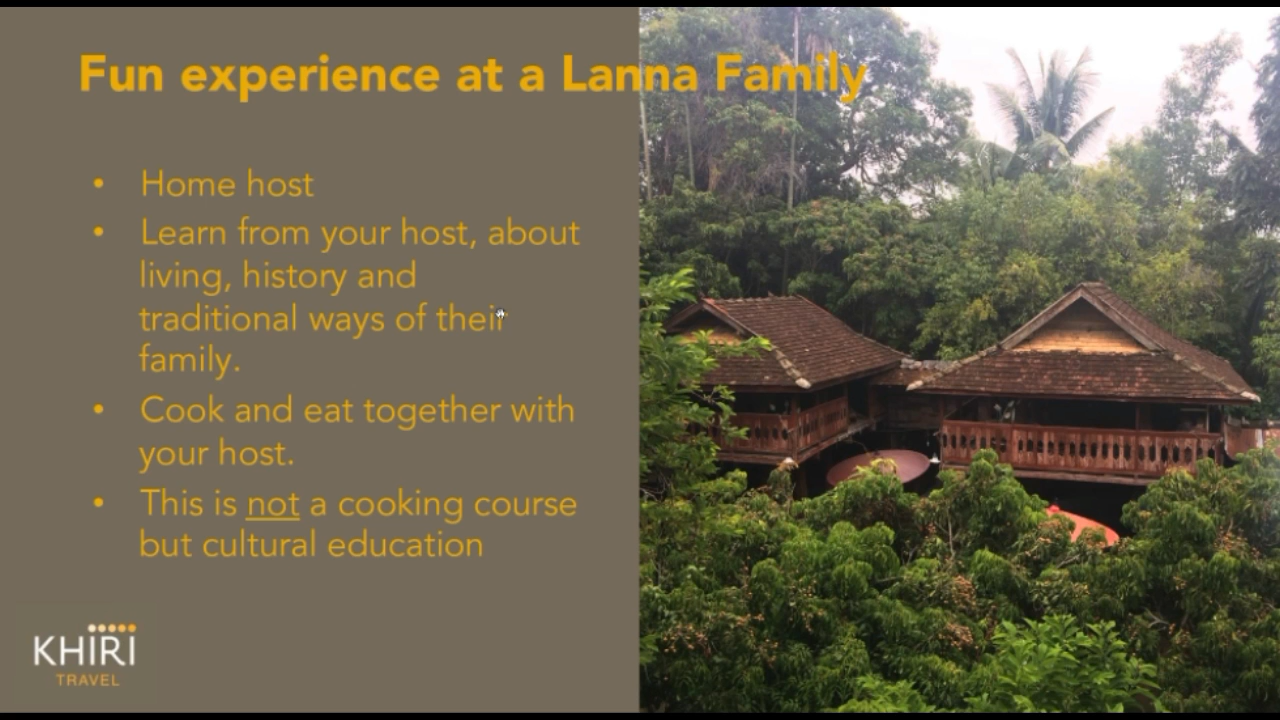 Fun experience at a Lanna Family
• Home host
• Learn from your host, about
living, history and
traditional ways of their
family.
• Cook and eat together with
your host.
• This is not a cooking course
but cultural education
KHIRI
TRAVEL